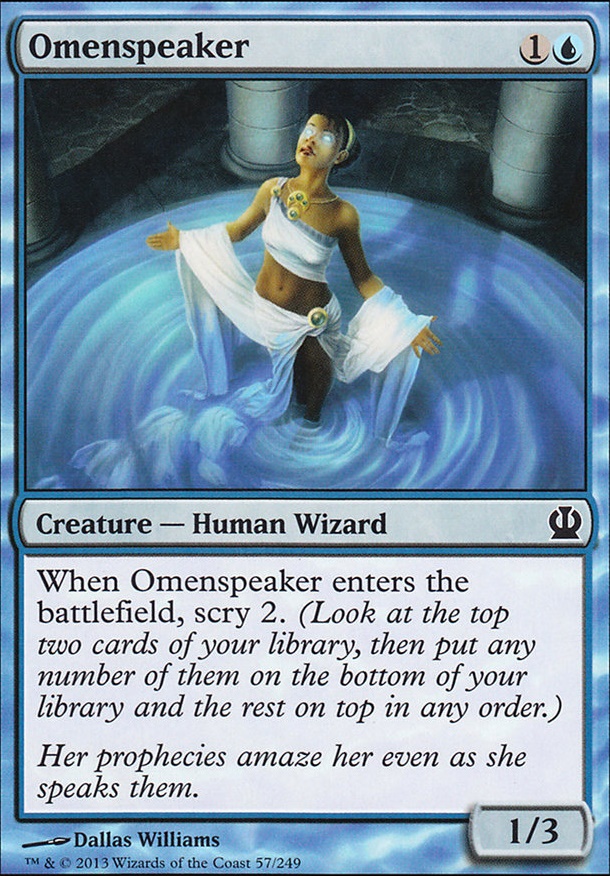 Omenspeaker 1
Creature — Human Wizard
When Omenspeaker enters the
battlefield, scry 2. (Look at the top
two cards of your library, then put any
number of them on the bottom of your
library and the rest on top in any order.)
Her prophecies amaze her even as she
speaks them.
1/3
Dallas Williams
™ & © 2013 Wizards of the Coast 57/249